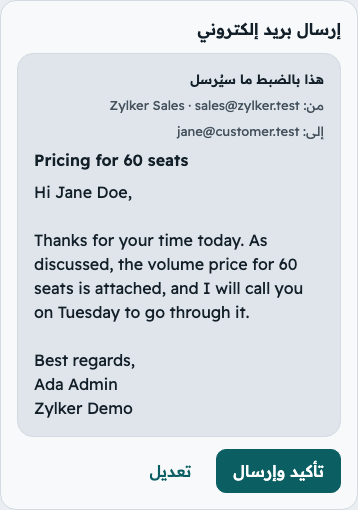 إرسال بريد إلكتروني
هذا بالضبط ما سيُرسل
من: Zylker Sales · sales@zylker.test
إلى: jane@customer.test
Pricing for 60 seats
Hi Jane Doe,
Thanks for your time today. As
discussed, the volume price for 60
seats is attached, and I will call you
on Tuesday to go through it.
Best regards,
Ada Admin
Zylker Demo
تأكيد وإرسال
تعديل